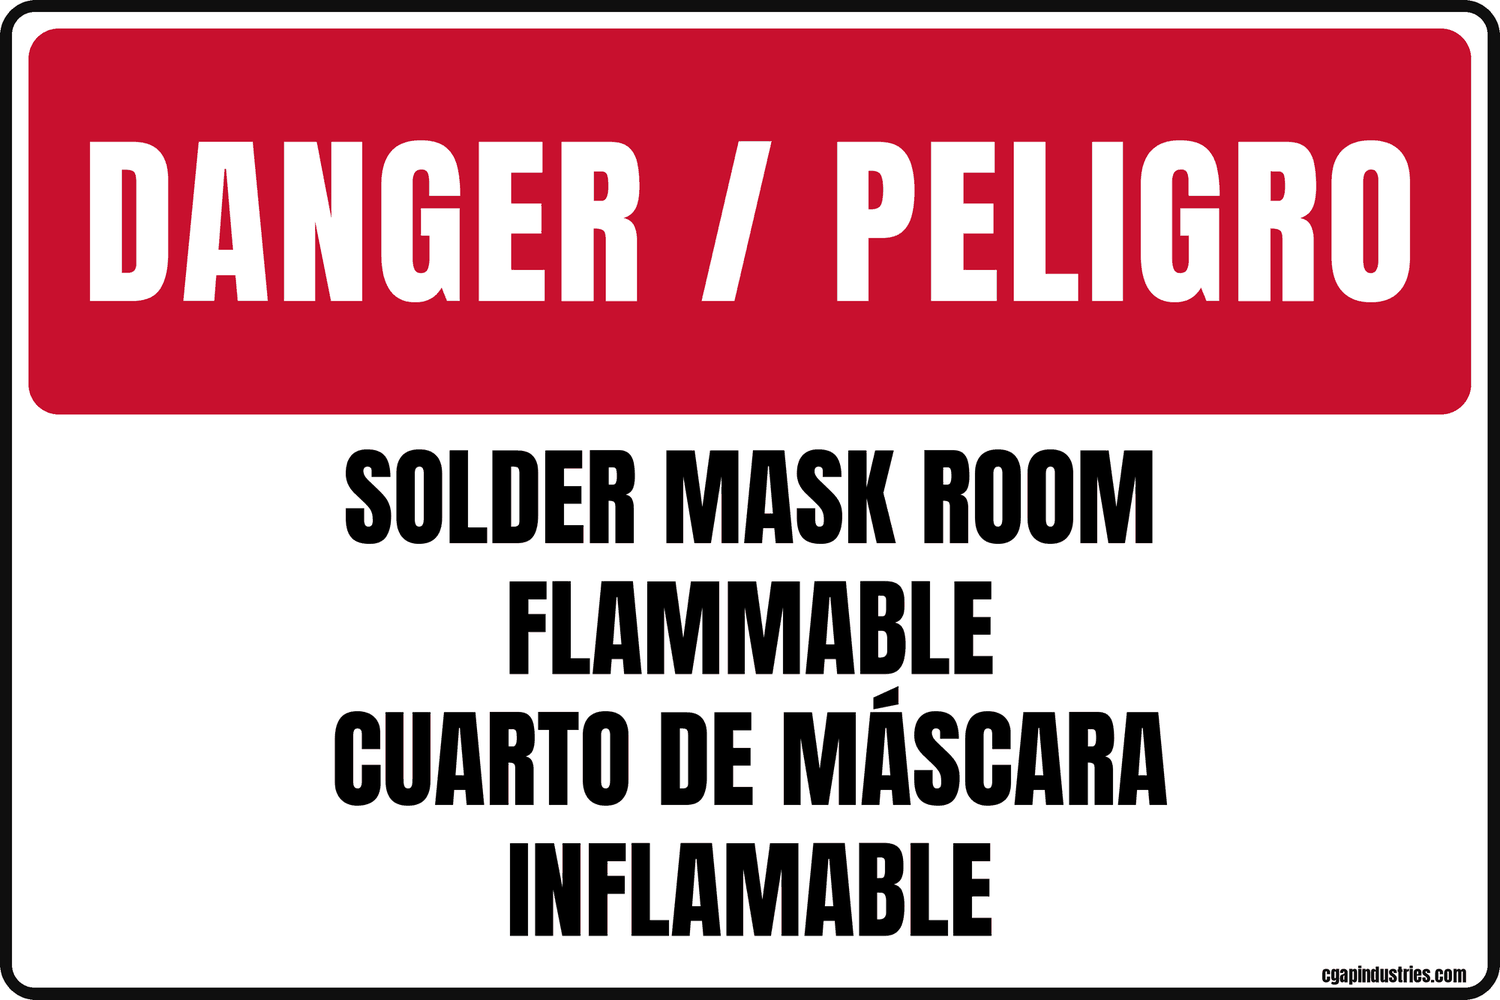 DANGER / PELIGRO
SOLDER MASK ROOM
FLAMMABLE
CUARTO DE MÁSCARA
INFLAMABLE
cgapindustries.com